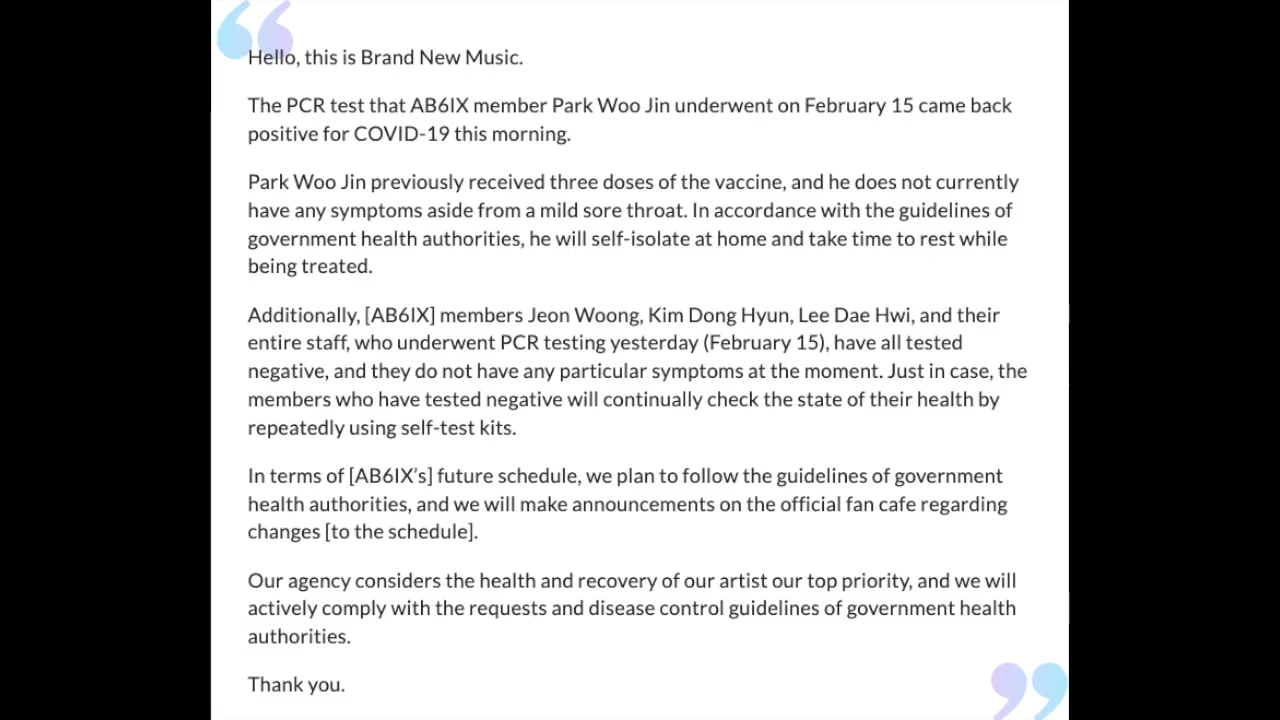 Hello, this is Brand New Music.
The PCR test that AB6IX member Park Woo Jin underwent on February 15 came back
positive for COVID-19 this morning.
Park Woo Jin previously received three doses of the vaccine, and he does not currently
have any symptoms aside from a mild sore throat. In accordance with the guidelines of
government health authorities, he will self-isolate at home and take time to rest while
being treated.
Additionally, [AB6IX] members Jeon Woong, Kim Dong Hyun, Lee Dae Hwi, and their
entire staff, who underwent PCR testing yesterday (February 15), have all tested
negative, and they do not have any particular symptoms at the moment. Just in case, the
members who have tested negative will continually check the state of their health by
repeatedly using self-test kits.
In terms of [AB6IX’s] future schedule, we plan to follow the guidelines of government
health authorities, and we will make announcements on the official fan cafe regarding
changes [to the schedule].
Our agency considers the health and recovery of our artist our top priority, and we will
actively comply with the requests and disease control guidelines of government health
authorities.
Thank you.